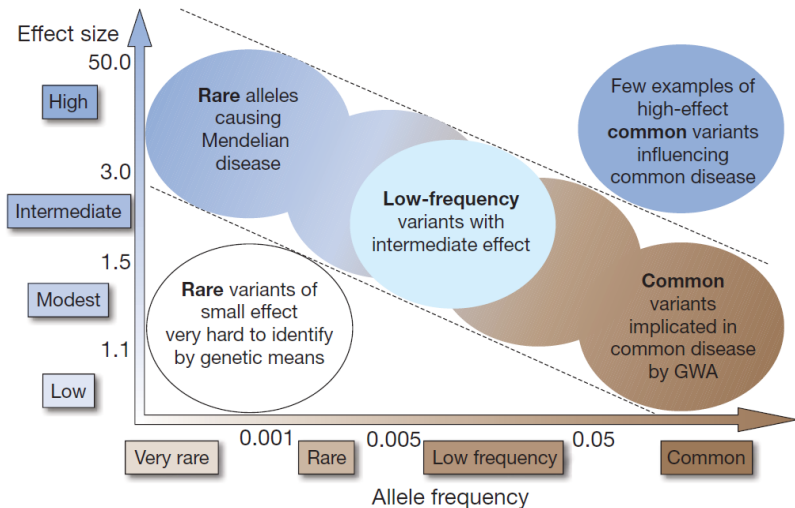 Effect size
50.0
High
3.0
Intermediate
1.5
Modest
1.1
Low
Rare alleles
causing
Mendelian
disease
Few examples of
high-effect
common variants
influencing
common disease
Low-frequency
variants with
intermediate effect
Rare variants of
small effect
very hard to identify
by genetic means
Common
variants
implicated in
common disease
by GWA
0.001
0.005
0.05
Very rare
Rare
Low frequency
Common
Allele frequency